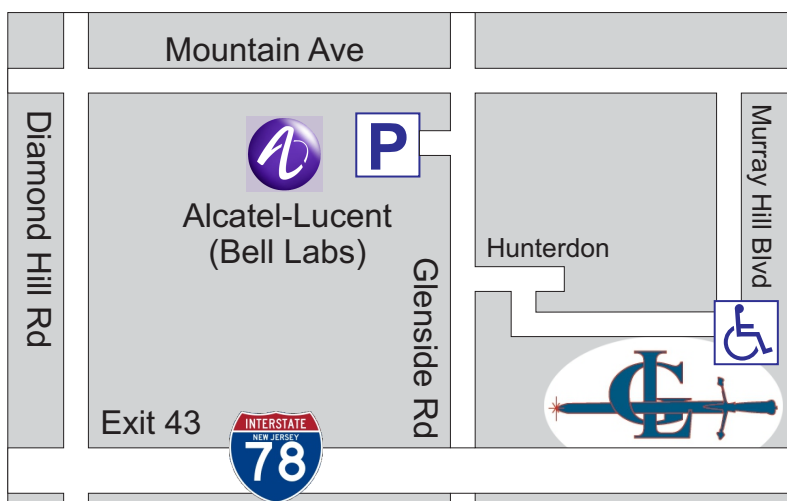 Mountain Ave
Diamond Hill Rd
P
Murray Hill Blvd
Alcatel-Lucent
(Bell Labs)
Hunterdon
Glenside Rd
GL
Exit 43
INTERSTATE
NEW JERSEY
78